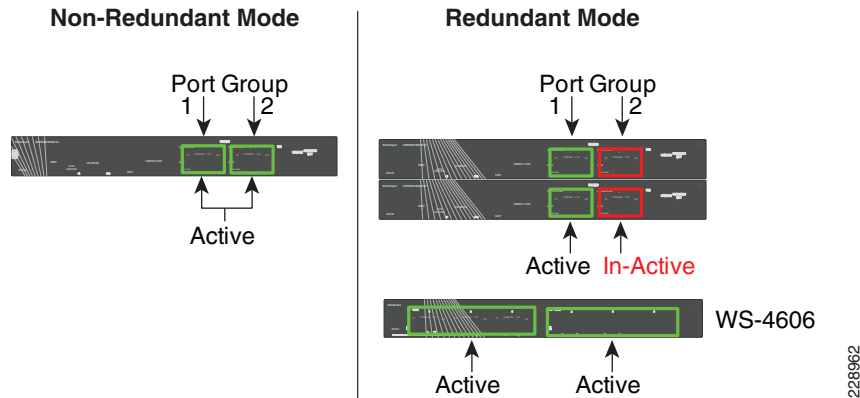 Non-Redundant Mode
Port Group
1 2
Active
Redundant Mode
Port Group
1 2
Active In-Active
WS-4606
Active Active
228962